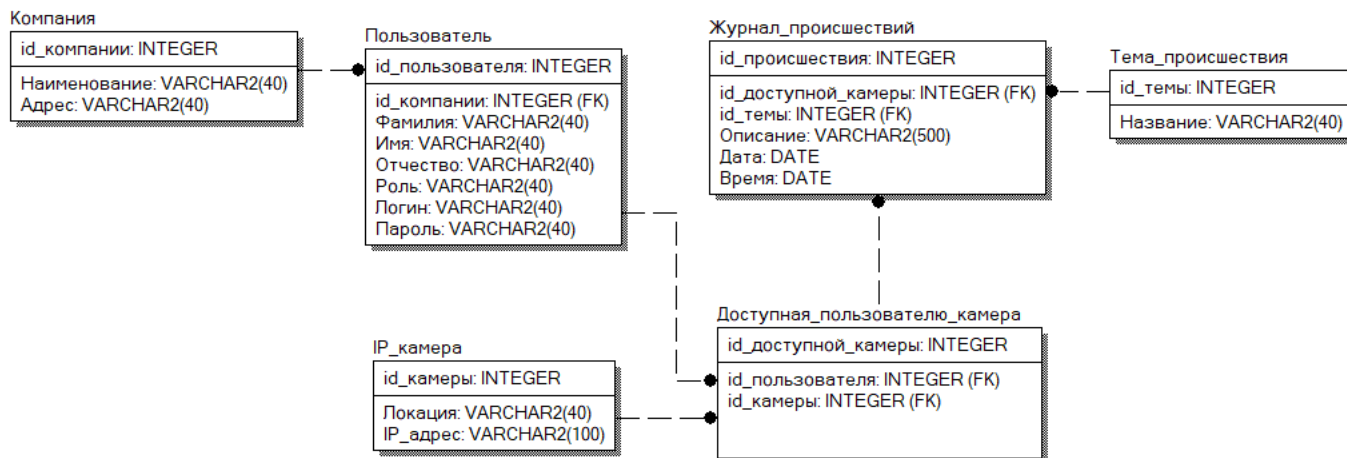 Компания
id_компании: INTEGER
Наименование: VARCHAR2(40)
Адрес: VARCHAR2(40)
Пользователь
id_пользователя: INTEGER
id_компании: INTEGER (FK)
Фамилия: VARCHAR2(40)
Имя: VARCHAR2(40)
Отчество: VARCHAR2(40)
Роль: VARCHAR2(40)
Логин: VARCHAR2(40)
Пароль: VARCHAR2(40)
Журнал_происшествий
id_происшествия: INTEGER
id_доступной_камеры: INTEGER (FK)
id_темы: INTEGER (FK)
Описание: VARCHAR2(500)
Дата: DATE
Время: DATE
Тема_происшествия
id_темы: INTEGER
Название: VARCHAR2(40)
IP_камера
id_камеры: INTEGER
Локация: VARCHAR2(40)
IP_адрес: VARCHAR2(100)
Доступная_пользователю_камера
id_доступной_камеры: INTEGER
id_пользователя: INTEGER (FK)
id_камеры: INTEGER (FK)